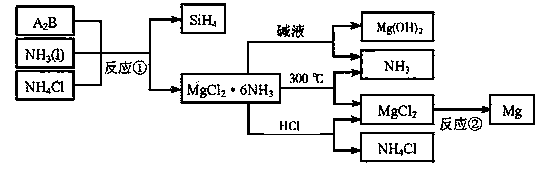 A₂B
NH₃(l)
NH₄Cl
反应①
SiH₄
MgCl₂·6NH₃
碱液
300 ℃
HCl
Mg(OH)₂
NH₃
MgCl₂
NH₄Cl
反应②
Mg